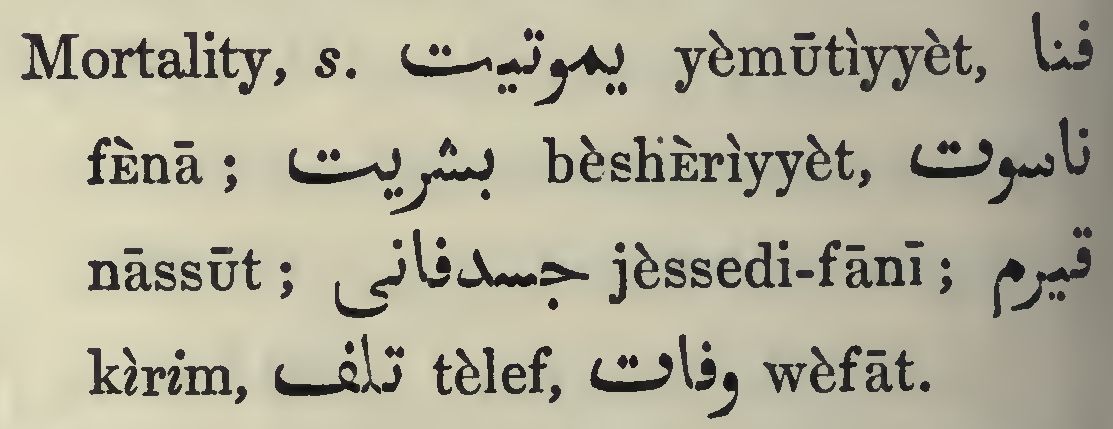 Mortality, s. يموتيت yèmūtìyyèt, فنا
fÈnā ; بشريت bèshÈrìyyèt, ناسوت
nāssūt ; جسدفانى jèssedi-fānī ; قيرم
kìrim, تلف tèlef, وفات wèfāt.